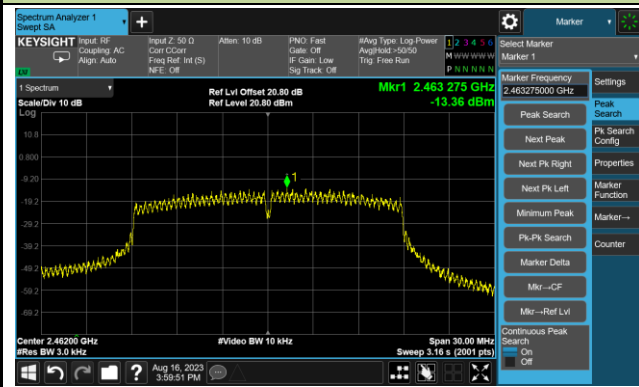 Spectrum Analyzer 1
Swept SA
Marker
KEYSIGHT
Input: RF
Coupling: AC
Align: Auto
Input Z: 50 Ω
Corr CCorr
Freq Ref: Int (S)
NFE: Off
Atten: 10 dB
PNO: Fast
Gate: Off
IF Gain: Low
Sig Track: Off
#Avg Type: Log-Power
Avg|Hold:>50/50
Trig: Free Run
1 2 3 4 5 6
M W W W W W
P N N N N N
LVI
Select Marker
Marker 1
1 Spectrum
Scale/Div 10 dB
Log
Ref Lvl Offset 20.80 dB
Ref Level 20.80 dBm
Mkr1 2.463 275 GHz
-13.36 dBm
10.8
0.800
-9.20
-19.2
-29.2
-39.2
-49.2
-59.2
-69.2
1
Center 2.46200 GHz
#Res BW 3.0 kHz
#Video BW 10 kHz
Span 30.00 MHz
Sweep 3.16 s (2001 pts)
Marker Frequency
2.463275000 GHz
Peak Search
Next Peak
Next Pk Right
Next Pk Left
Minimum Peak
Pk-Pk Search
Marker Delta
Mkr→CF
Mkr→Ref Lvl
Continuous Peak
Search
On
Off
Settings
Peak
Search
Pk Search
Config
Properties
Marker
Function
Marker→
Counter
Aug 16, 2023
3:59:51 PM